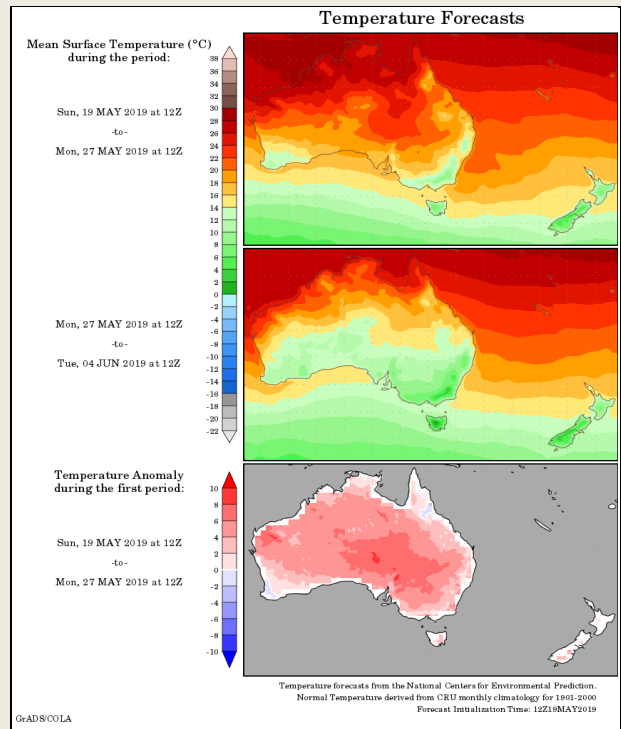 Temperature Forecasts
Mean Surface Temperature (°C)
during the period:
38
36
34
32
30
28
26
24
22
20
18
16
14
12
10
8
6
4
2
0
-2
-4
-6
-8
-10
-12
-14
-16
-18
-20
-22
Sun, 19 MAY 2019 at 12Z
-to-
Mon, 27 MAY 2019 at 12Z
Mon, 27 MAY 2019 at 12Z
-to-
Tue, 04 JUN 2019 at 12Z
Temperature Anomaly
during the first period:
10
8
6
4
2
0
-2
-4
-6
-8
-10
Sun, 19 MAY 2019 at 12Z
-to-
Mon, 27 MAY 2019 at 12Z
Temperature forecasts from the National Centers for Environmental Prediction.
Normal Temperature derived from CRU monthly climatology for 1901-2000
Forecast Initialization Time: 12Z19MAY2019
GrADS/COLA